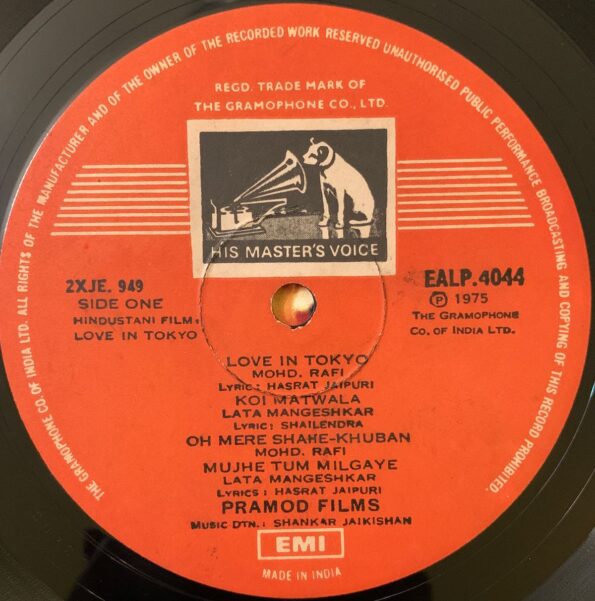 THE GRAMOPHONE CO. OF INDIA LTD. ALL RIGHTS OF THE MANUFACTURER AND OF THE OWNER OF THE RECORDED WORK RESERVED UNAUTHORISED PUBLIC PERFORMANCE BROADCASTING AND COPYING OF THIS RECORD PROHIBITED.
REGD. TRADE MARK OF
THE GRAMOPHONE CO., LTD.
HIS MASTER'S VOICE
2XJE. 949
SIDE ONE
HINDUSTANI FILM:
LOVE IN TOKYO
EALP.4044
Ⓟ 1975
THE GRAMOPHONE
CO. OF INDIA LTD.
LOVE IN TOKYO
MOHD. RAFI
LYRIC: HASRAT JAIPURI
KOI MATWALA
LATA MANGESHKAR
LYRIC: SHAILENDRA
OH MERE SHAHE-KHUBAN
MOHD. RAFI
MUJHE TUM MILGAYE
LATA MANGESHKAR
LYRICS: HASRAT JAIPURI
PRAMOD FILMS
MUSIC DTN.: SHANKAR JAIKISHAN
EMI
MADE IN INDIA